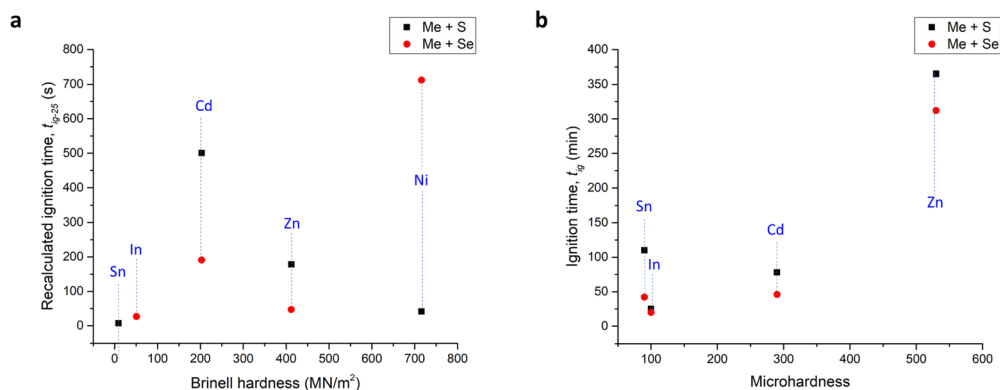 a
Me + S
Me + Se
800
700
600
500
400
300
200
100
0
Recalculated ignition time, tig-25 (s)
Sn
In
Cd
Zn
Ni
0 100 200 300 400 500 600 700 800
Brinell hardness (MN/m²)
b
Me + S
Me + Se
400
350
300
250
200
150
100
50
0
Ignition time, tig (min)
Sn
In
Cd
Zn
100 200 300 400 500 600
Microhardness